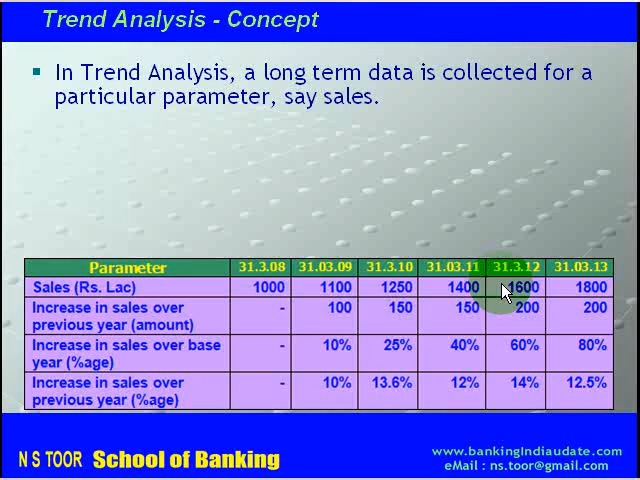 Trend Analysis - Concept
In Trend Analysis, a long term data is collected for a
particular parameter, say sales.
Parameter 31.3.08 31.03.09 31.3.10 31.03.11 31.3.12 31.03.13
Sales (Rs. Lac) 1000 1100 1250 1400 1600 1800
Increase in sales over - 100 150 150 200 200
previous year (amount)
Increase in sales over base - 10% 25% 40% 60% 80%
year (%age)
Increase in sales over - 10% 13.6% 12% 14% 12.5%
previous year (%age)
N S TOOR School of Banking
www.bankingindiaudate.com
eMail : ns.toor@gmail.com